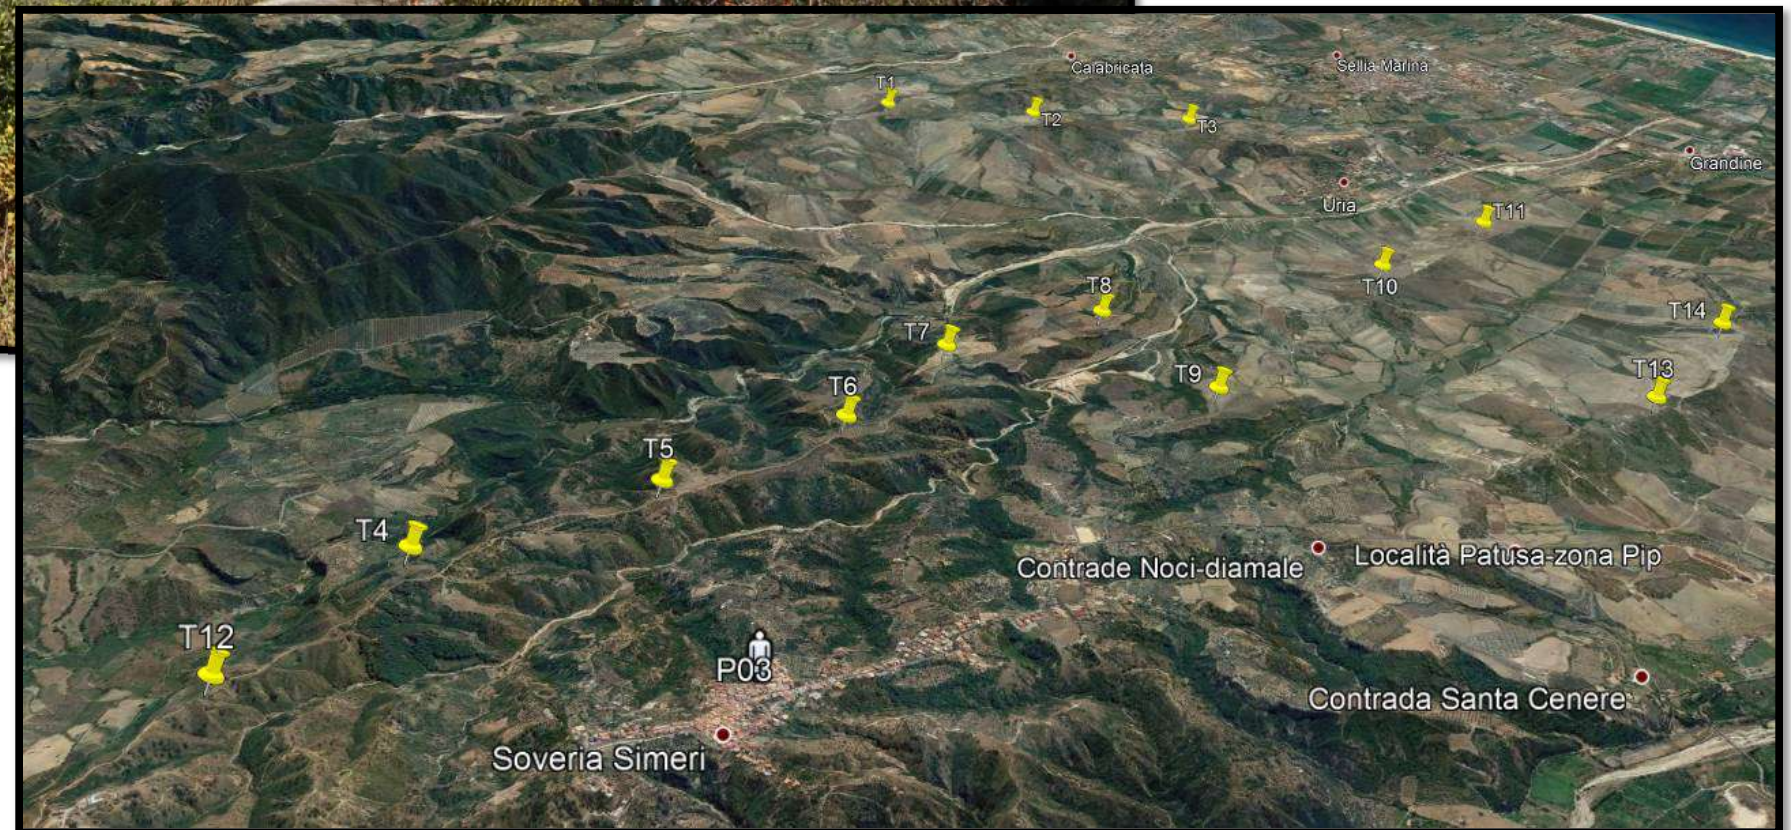 Calabricata
Sellia Marina
T1
T2
T3
Grandine
Uria
T11
T10
T8
T14
T7
T9
T13
T6
T5
T4
Contrade Noci-diamale
Località Patusa-zona Pip
T12
P03
Contrada Santa Cenere
Soveria Simeri